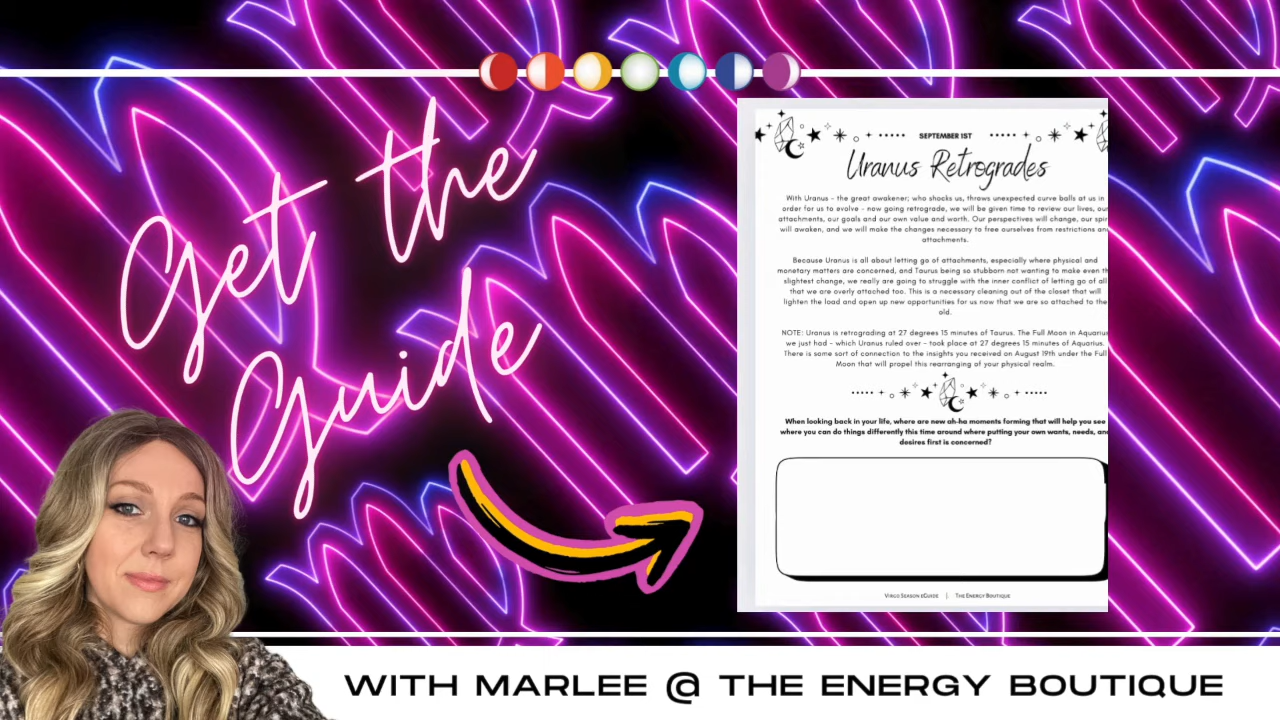 Get the
Guide
SEPTEMBER 1ST
Uranus Retrogrades
With Uranus - the great awakener; who shocks us, throws unexpected curve balls at us in
order for us to evolve - now going retrograde, we will be given time to review our lives, our
attachments, our goals and our own value and worth. Our perspectives will change, our spir
will awaken, and we will make the changes necessary to free ourselves from restrictions an
attachments.
Because Uranus is all about letting go of attachments, especially where physical and
monetary matters are concerned, and Taurus being so stubborn not wanting to make even th
slightest change, we really are going to struggle with the inner conflict of letting go of all
that we are overly attached too. This is a necessary cleaning out of the closet that will
lighten the load and open up new opportunities for us now that we are so attached to the
old.
NOTE: Uranus is retrograding at 27 degrees 15 minutes of Taurus. The Full Moon in Aquarius
we just had - which Uranus ruled over - took place at 27 degrees 15 minutes of Aquarius.
There is some sort of connection to the insights you received on August 19th under the Full
Moon that will propel this rearranging of your physical realm.
When looking back in your life, where are new ah-ha moments forming that will help you see
where you can do things differently this time around where putting your own wants, needs, an
desires first is concerned?
Virgo Season eGuide | The Energy Boutique
WITH MARLEE @ THE ENERGY BOUTIQUE